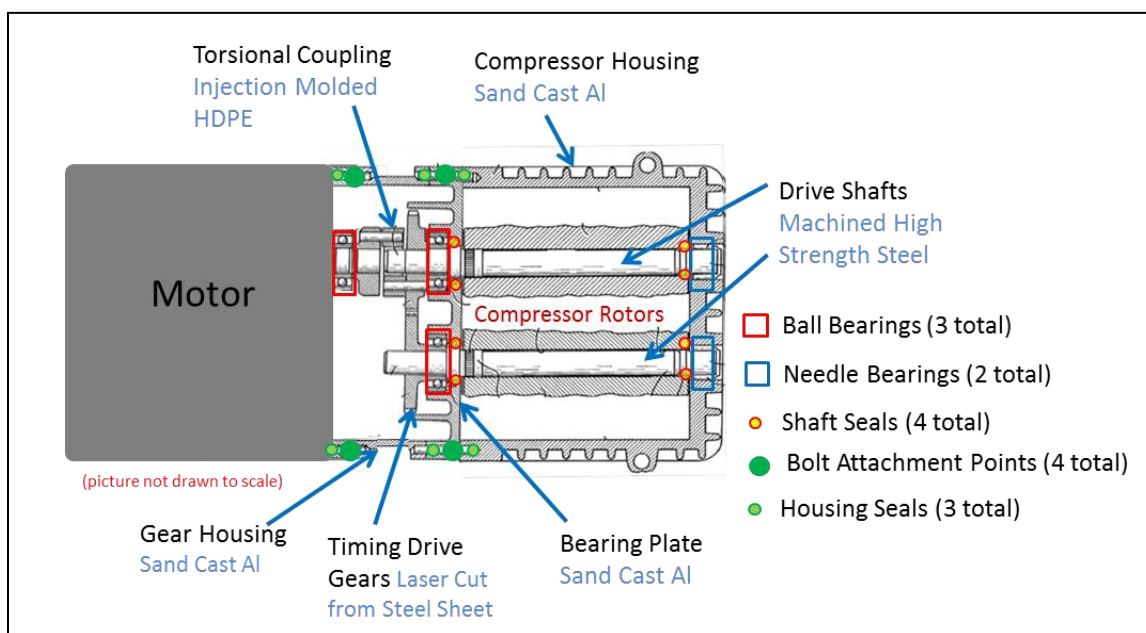 Torsional Coupling
Injection Molded
HDPE
Compressor Housing
Sand Cast Al
Drive Shafts
Machined High
Strength Steel
Motor
Compressor Rotors
Ball Bearings (3 total)
Needle Bearings (2 total)
Shaft Seals (4 total)
Bolt Attachment Points (4 total)
Housing Seals (3 total)
(picture not drawn to scale)
Gear Housing
Sand Cast Al
Timing Drive
Gears Laser Cut
from Steel Sheet
Bearing Plate
Sand Cast Al